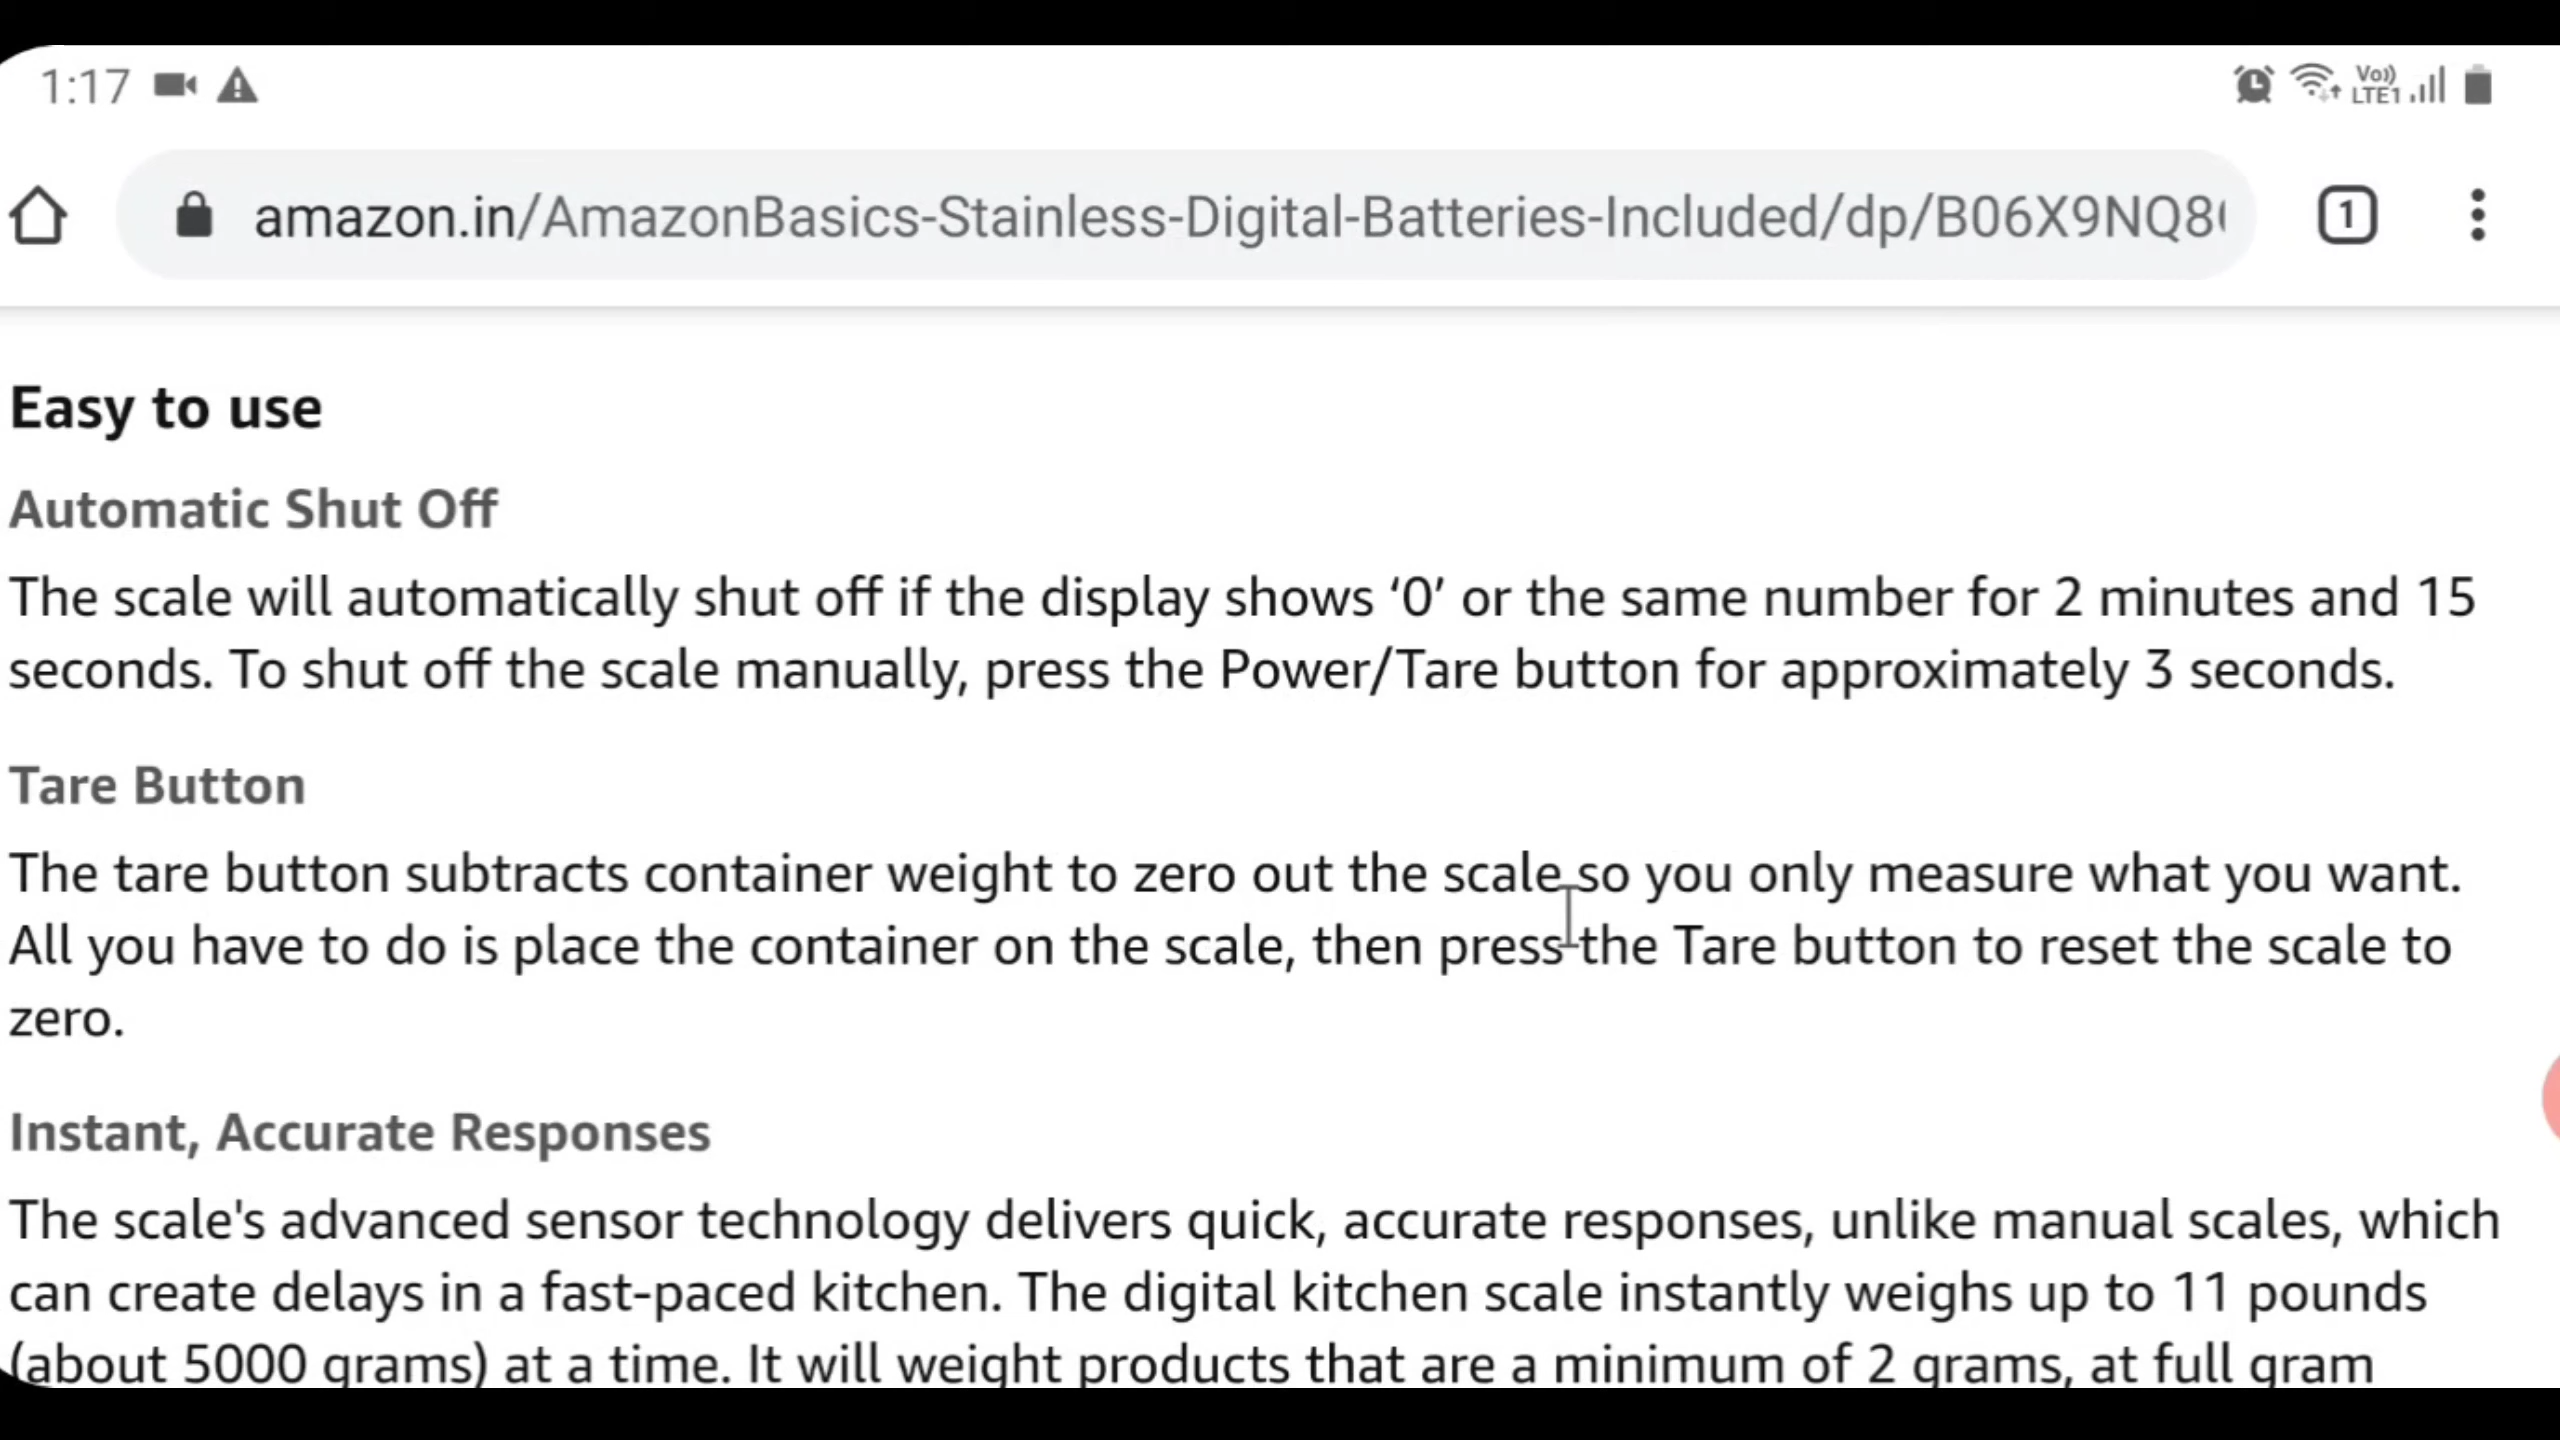 1:17
Vo))
LTE1
amazon.in/AmazonBasics-Stainless-Digital-Batteries-Included/dp/B06X9NQ8
1
Easy to use
Automatic Shut Off
The scale will automatically shut off if the display shows ‘0’ or the same number for 2 minutes and 15
seconds. To shut off the scale manually, press the Power/Tare button for approximately 3 seconds.
Tare Button
The tare button subtracts container weight to zero out the scale so you only measure what you want.
All you have to do is place the container on the scale, then press the Tare button to reset the scale to
zero.
Instant, Accurate Responses
The scale's advanced sensor technology delivers quick, accurate responses, unlike manual scales, which
can create delays in a fast-paced kitchen. The digital kitchen scale instantly weighs up to 11 pounds
(about 5000 grams) at a time. It will weight products that are a minimum of 2 grams, at full gram